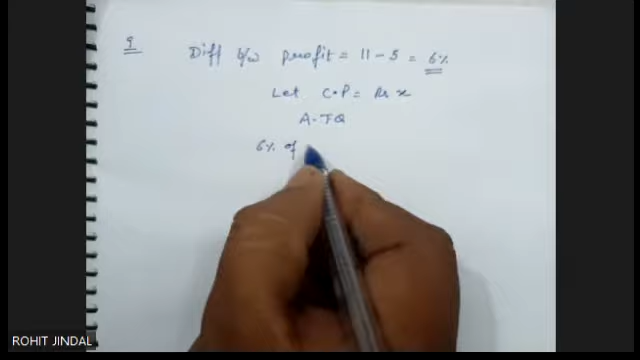 9
Diff b/w profit = 11 - 5 = 6%
Let C.P = Rs x
A.T.Q
6% of
ROHIT JINDAL